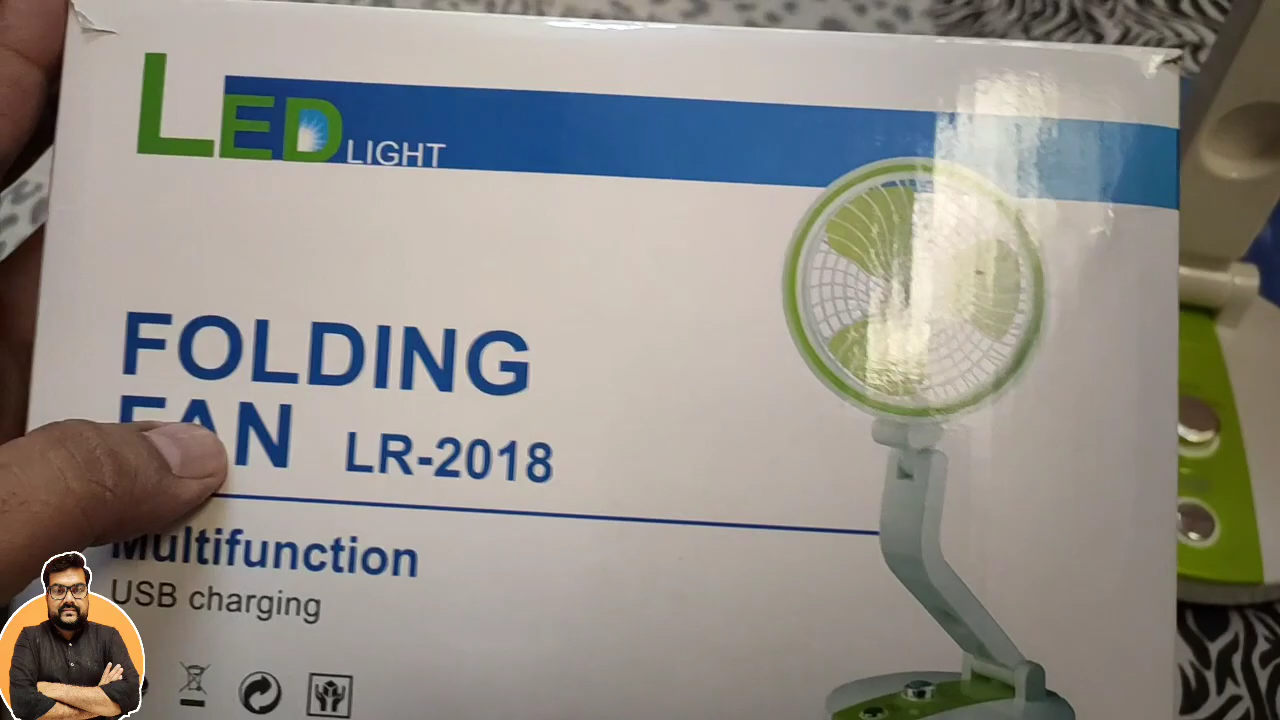 LED LIGHT
FOLDING
FAN LR-2018
Multifunction
USB charging